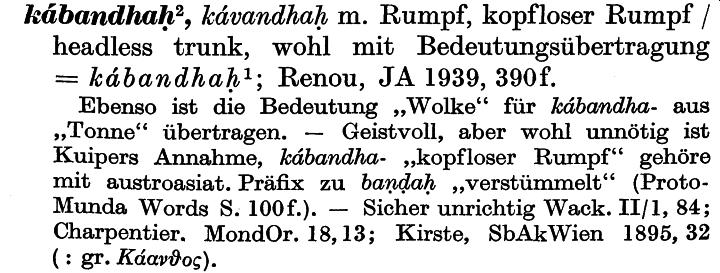 kábandhaḥ², kávandhaḥ m. Rumpf, kopfloser Rumpf /
headless trunk, wohl mit Bedeutungsübertragung
= kábandhaḥ¹; Renou, JA 1939, 390f.
Ebenso ist die Bedeutung „Wolke“ für kábandha- aus
„Tonne“ übertragen. — Geistvoll, aber wohl unnötig ist
Kuipers Annahme, kábandha- „kopfloser Rumpf“ gehöre
mit austroasiat. Präfix zu baṇḍaḥ „verstümmelt“ (Proto-
Munda Words S. 100f.). — Sicher unrichtig Wack. II/1, 84;
Charpentier. MondOr. 18, 13; Kirste, SbAkWien 1895, 32
(: gr. Κάανϑος).